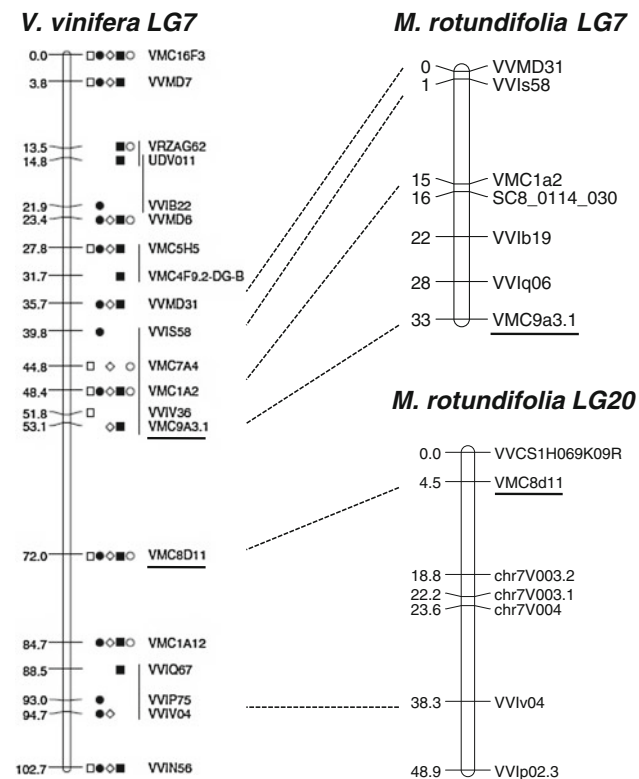 V. vinifera LG7
0.0 VMC16F3
3.8 VVMD7
13.5 VRZAG62
14.8 UDV011
21.9 VVIB22
23.4 VVMD6
27.8 VMC5H5
31.7 VMC4F9.2-DG-B
35.7 VVMD31
39.8 VVIS58
44.8 VMC7A4
48.4 VMC1A2
51.8 VVIV36
53.1 VMC9A3.1
72.0 VMC8D11
84.7 VMC1A12
88.5 VVIQ67
93.0 VVIP75
94.7 VVIV04
102.7 VVIN56
M. rotundifolia LG7
0 VVMD31
1 VVIs58
15 VMC1a2
16 SC8_0114_030
22 VVIb19
28 VVIq06
33 VMC9a3.1
M. rotundifolia LG20
0.0 VVCS1H069K09R
4.5 VMC8d11
18.8 chr7V003.2
22.2 chr7V003.1
23.6 chr7V004
38.3 VVIv04
48.9 VVIp02.3